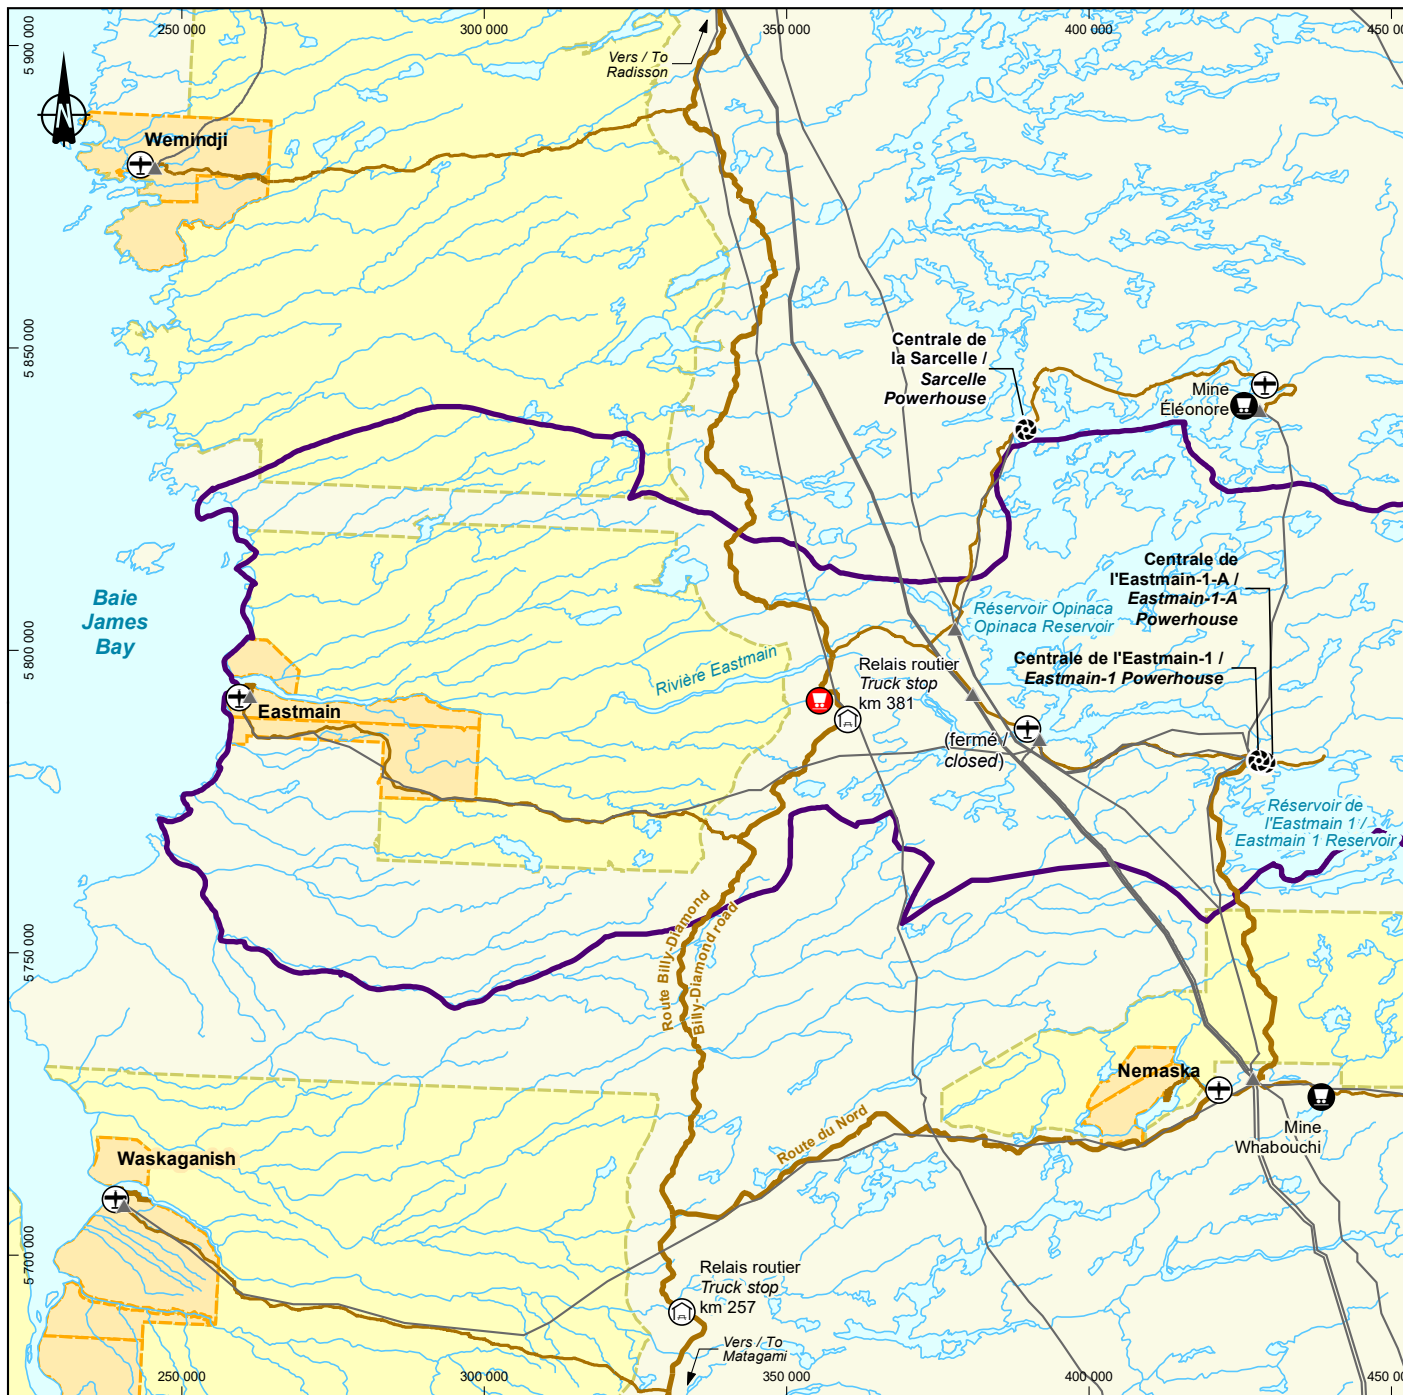 250 000
300 000
350 000
400 000
450 000
5 900 000
5 850 000
5 800 000
5 750 000
5 700 000
N
Vers / To
Radisson
Wemindji
Centrale de
la Sarcelle /
Sarcelle
Powerhouse
Mine
Éléonore
Centrale de
l'Eastmain-1-A /
Eastmain-1-A
Powerhouse
Baie
James
Bay
Réservoir Opinaca
Opinaca Reservoir
Rivière Eastmain
Relais routier
Truck stop
km 381
Centrale de l'Eastmain-1 /
Eastmain-1 Powerhouse
Eastmain
(fermé /
closed)
Réservoir de
l'Eastmain 1 /
Eastmain 1 Reservoir
Route Billy-Diamond
Billy-Diamond road
Nemaska
Route du Nord
Mine
Whabouchi
Waskaganish
Relais routier
Truck stop
km 257
Vers / To
Matagami
250 000
300 000
350 000
400 000
450 00